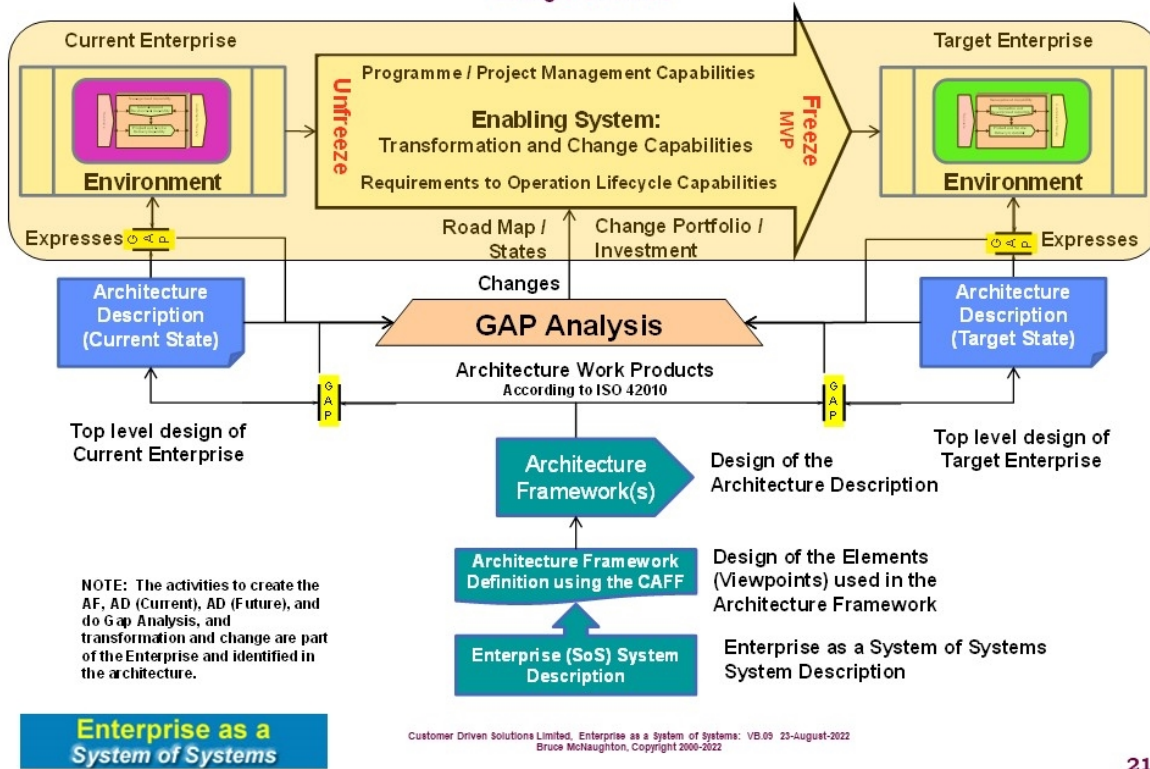 Current Enterprise
Target Enterprise
Programme / Project Management Capabilities
Unfreeze
Enabling System:
Transformation and Change Capabilities
Freeze
MVP
Requirements to Operation Lifecycle Capabilities
Environment
Environment
Road Map /
States
Change Portfolio /
Investment
Expresses
GAP
GAP
Expresses
Changes
Architecture
Description
(Current State)
GAP Analysis
Architecture
Description
(Target State)
Architecture Work Products
According to ISO 42010
GAP
GAP
Top level design of
Current Enterprise
Top level design of
Target Enterprise
Architecture
Framework(s)
Design of the
Architecture Description
Architecture Framework
Definition using the CAFF
Design of the Elements
(Viewpoints) used in the
Architecture Framework
NOTE: The activities to create the
AF, AD (Current), AD (Future), and
do Gap Analysis, and
transformation and change are part
of the Enterprise and identified in
the architecture.
Enterprise (SoS) System
Description
Enterprise as a System of Systems
System Description
Enterprise as a
System of Systems
Customer Driven Solutions Limited, Enterprise as a System of Systems: VB.09 23-August-2022
Bruce McNaughton, Copyright 2000-2022
21